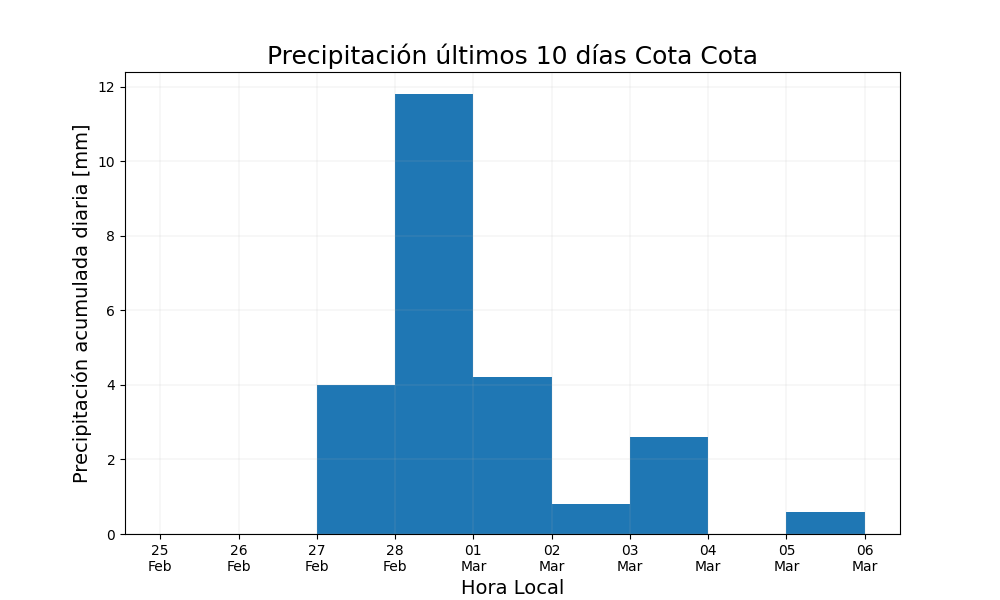 Precipitación últimos 10 días Cota Cota
Precipitación acumulada diaria [mm]
12
10
8
6
4
2
0
25 26 27 28 01 02 03 04 05 06
Feb Feb Feb Feb Mar Mar Mar Mar Mar Mar
Hora Local